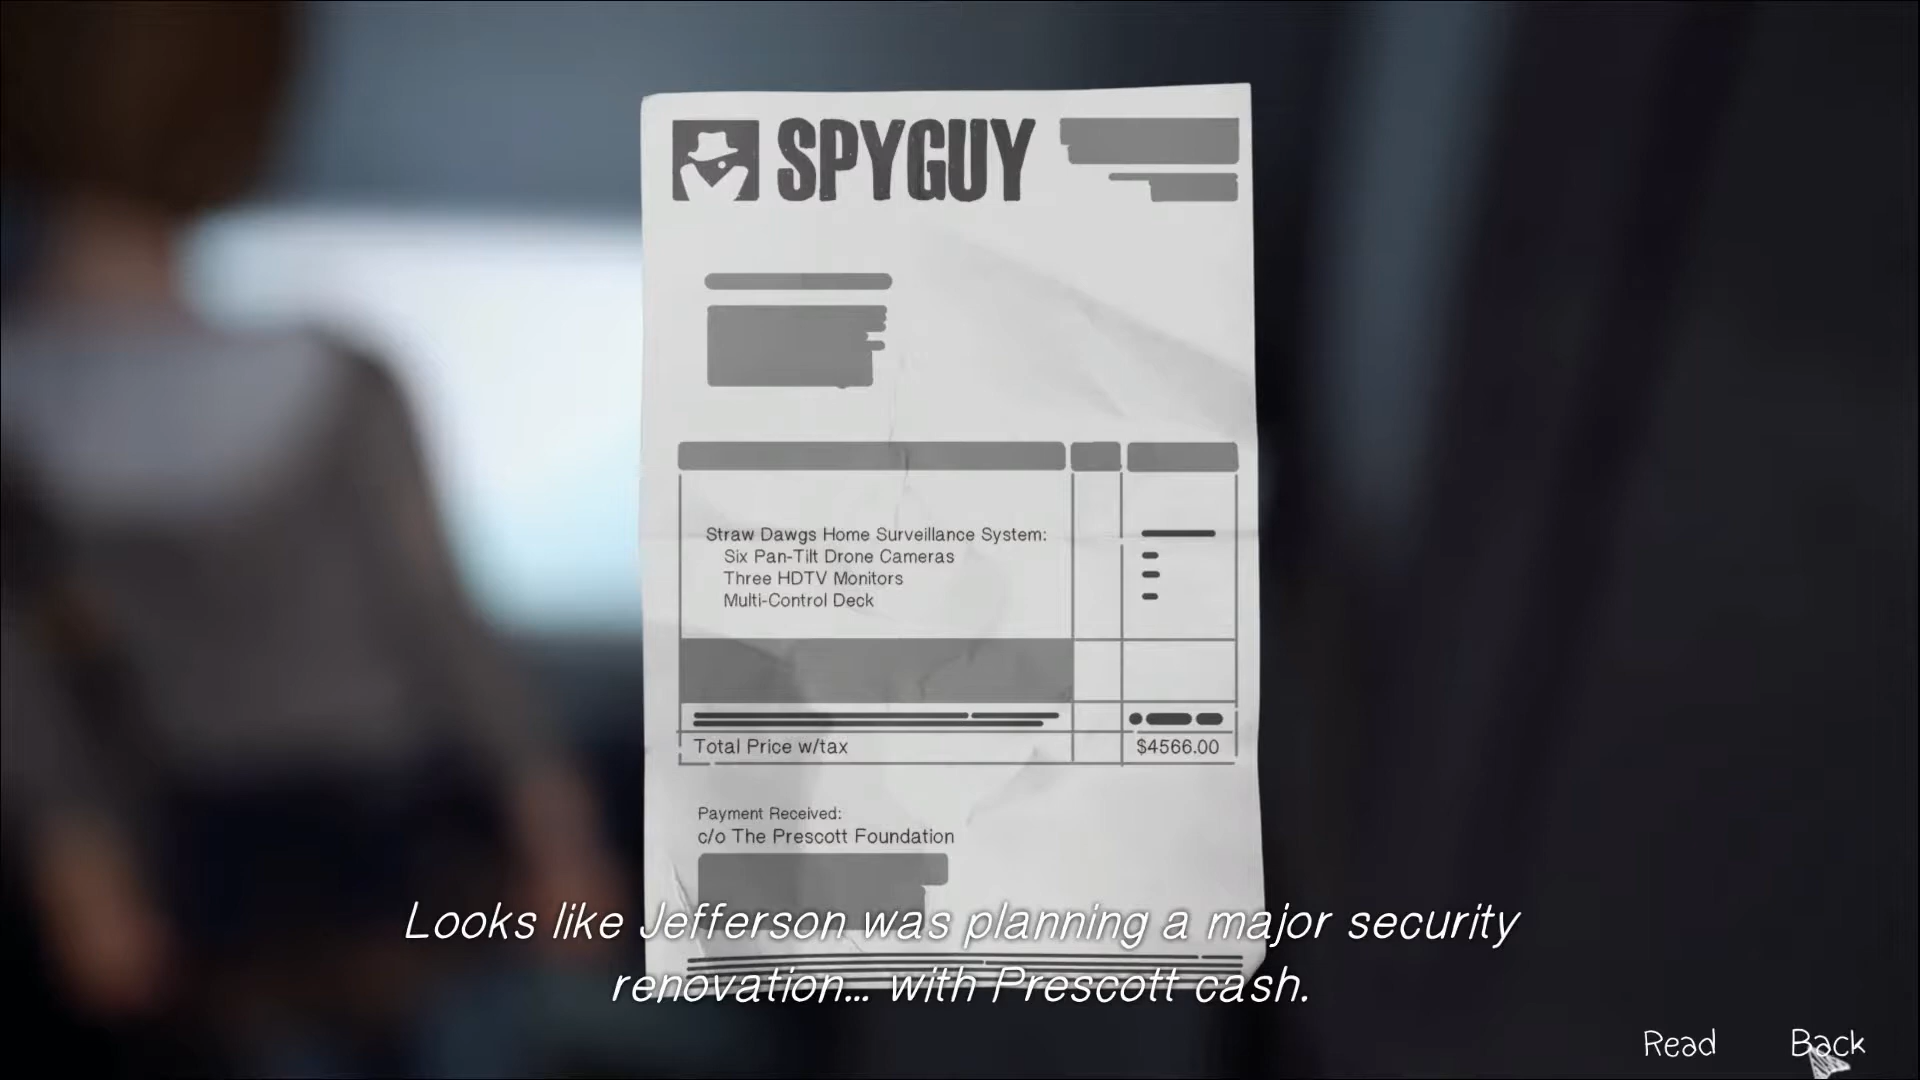 SPYGUY
Straw Dawgs Home Surveillance System:
Six Pan-Tilt Drone Cameras
Three HDTV Monitors
Multi-Control Deck
Total Price w/tax $4566.00
Payment Received:
c/o The Prescott Foundation
Looks like Jefferson was planning a major security
renovation... with Prescott cash.
Read Back